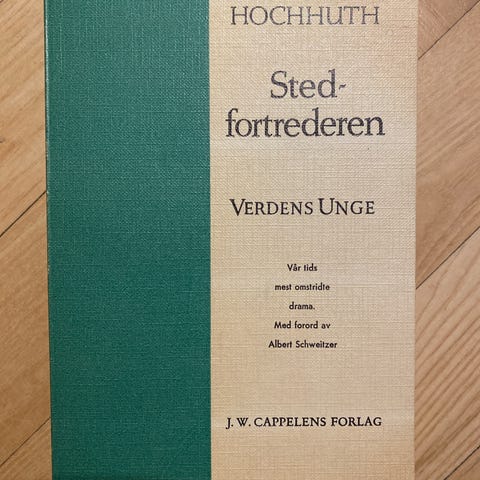 HOCHHUTH
Sted-
fortrederen
VERDENS UNGE
Vår tids
mest omstridte
drama.
Med forord av
Albert Schweitzer
J. W. CAPPELENS FORLAG